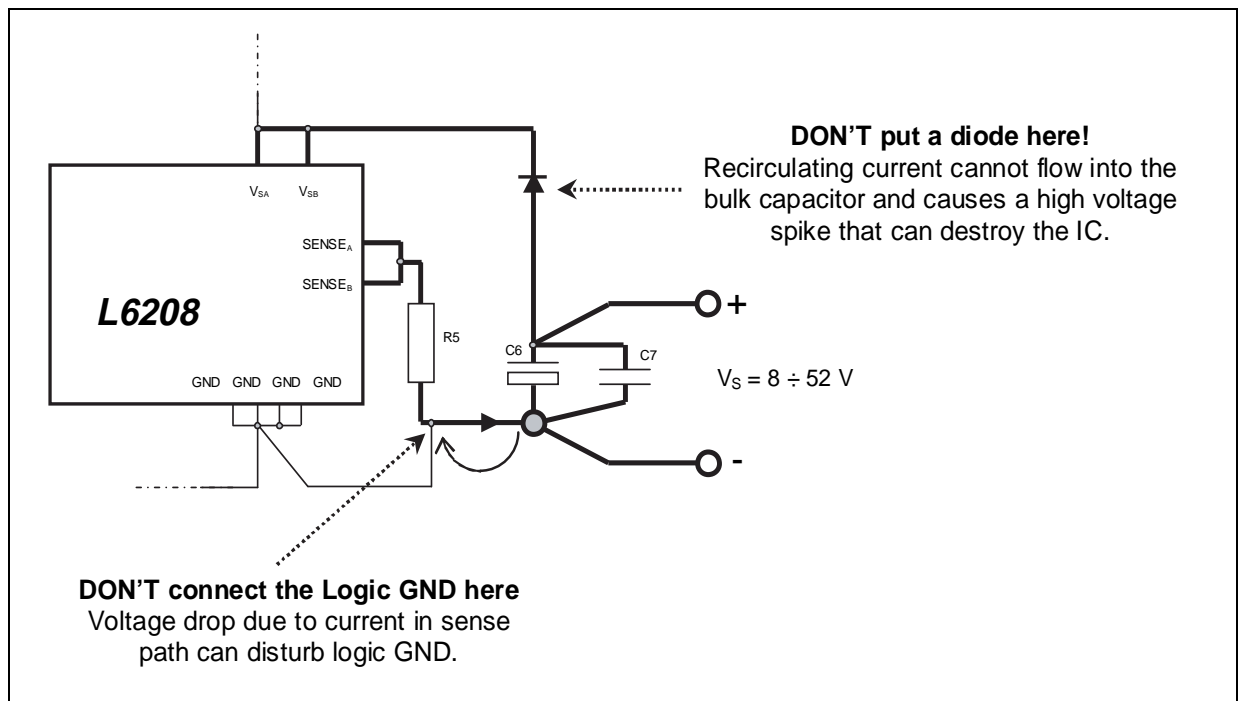 DON'T put a diode here!
Recirculating current cannot flow into the
bulk capacitor and causes a high voltage
spike that can destroy the IC.
VSA VSB
SENSEA
SENSEB
L6208
R5
C6
C7
+
VS = 8 ÷ 52 V
GND GND GND GND
-
DON'T connect the Logic GND here
Voltage drop due to current in sense
path can disturb logic GND.